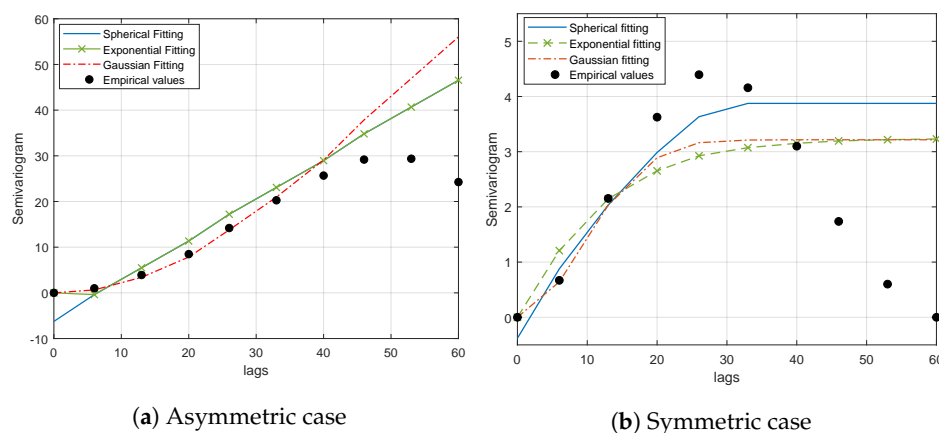 60
50
40
30
20
10
0
-10
Semivariogram
Spherical Fitting
Exponential Fitting
Gaussian Fitting
Empirical values
0 10 20 30 40 50 60
lags
(a) Asymmetric case
5
4
3
2
1
0
Semivariogram
Spherical fitting
Exponential fitting
Gaussian fitting
Empirical values
0 10 20 30 40 50 60
lags
(b) Symmetric case